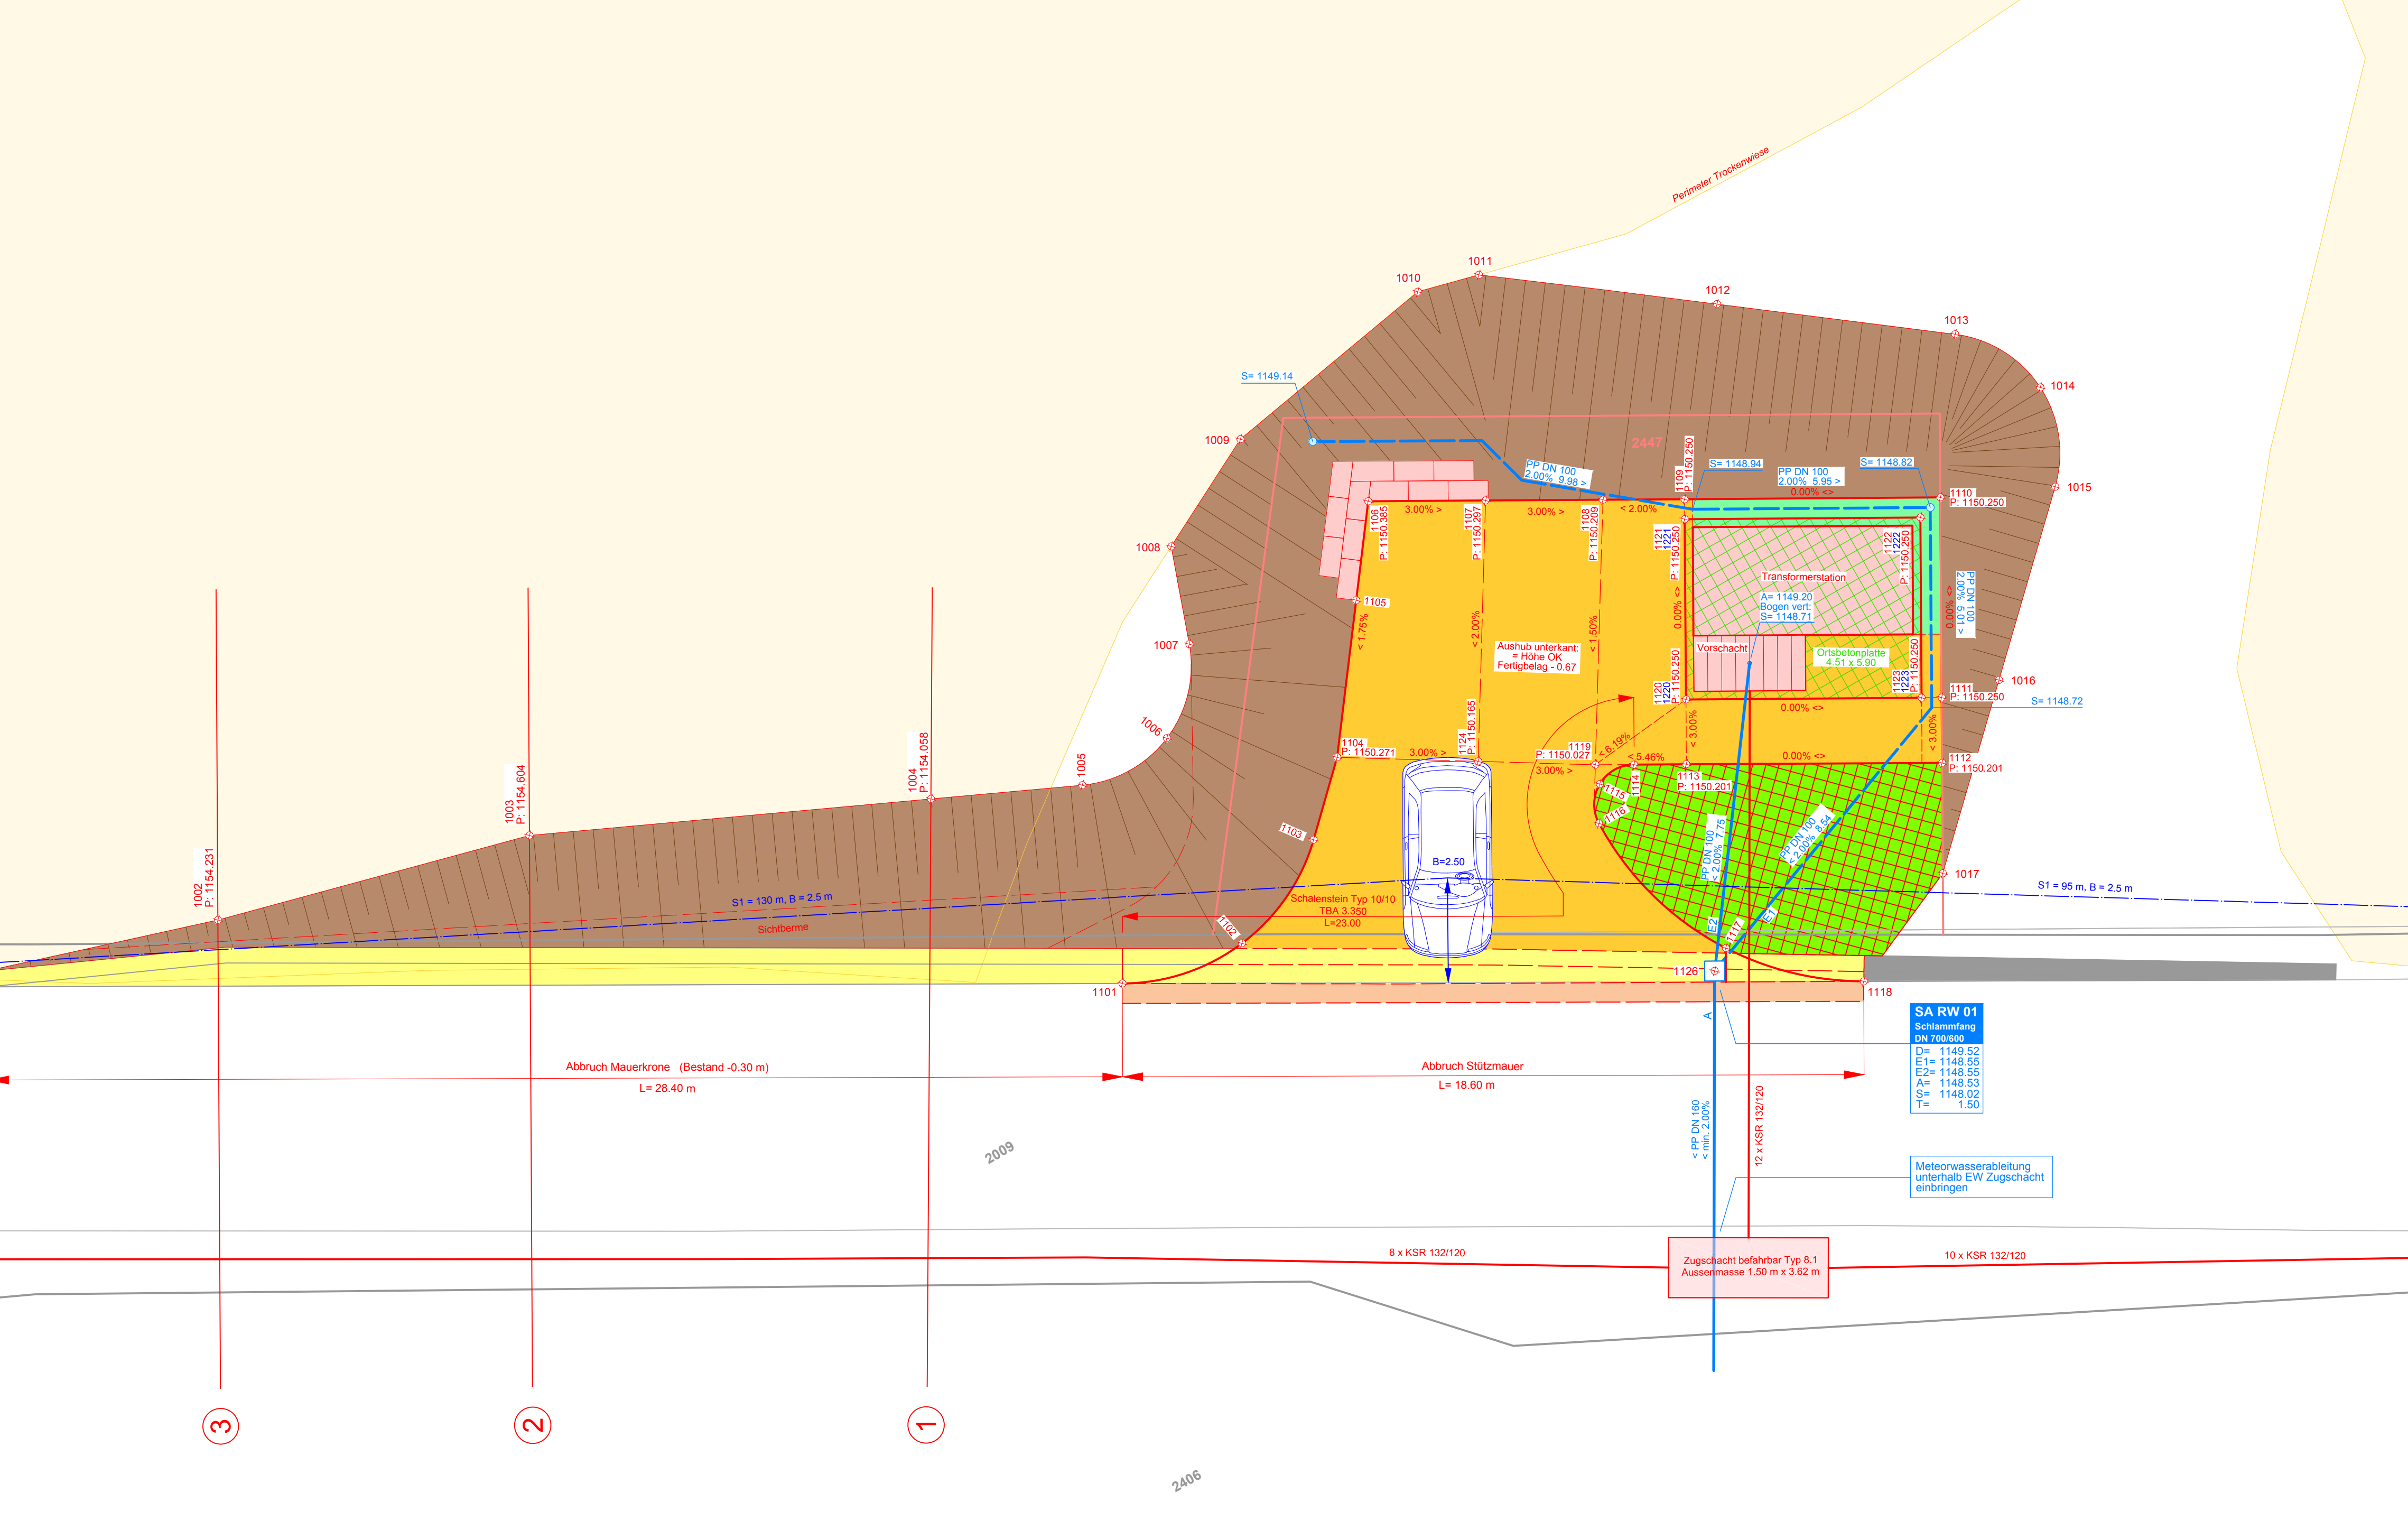 Perimeter Trockenwiese
1011
1010
1012
1013
1014
1015
1016
1017
S= 1149.14
1009
1008
1007
1006
1005
1004
P: 1154.058
1003
P: 1154.604
1002
P: 1154.231
2447
PP DN 100
2.00%  9.98 >
S= 1148.94
S= 1148.82
PP DN 100
2.00%  5.95 >
0.00% <>
1109
P: 1150.250
1110
P: 1150.250
3.00% >
3.00% >
< 2.00%
1106
P: 1150.385
1107
P: 1150.297
1108
P: 1150.209
1121
1221
P: 1150.250
1122
1222
P: 1150.250
Transformerstation
A= 1149.20
Bogen vert:
S= 1148.71
PP DN 100
2.00%  5.01 >
0.00% <>
0.00% <>
1105
< 1.75%
< 2.00%
< 1.50%
Aushub unterkant:
= Höhe OK
Fertigbelag - 0.67
Vorschacht
Ortsbetonplatte
4.51 x 5.90
1120
1220
P: 1150.250
1123
1223
P: 1150.250
1111
P: 1150.250
S= 1148.72
0.00% <>
< 3.00%
< 3.00%
1104
P: 1150.271
3.00% >
1124
P: 1150.165
1119
P: 1150.027
3.00% >
< 6.19%
< 5.46%
0.00% <>
1112
P: 1150.201
1113
P: 1150.201
1114
1115
1116
1103
1102
PP DN 100
< 2.00%  7.75
PP DN 100
< 2.00%  8.54
B=2.50
S1 = 130 m, B = 2.5 m
S1 = 95 m, B = 2.5 m
Sichtberme
Schalenstein Typ 10/10
TBA 3.350
L=23.00
E2
1117
E1
1126
1101
1118
A
SA RW 01
Schlammfang
DN 700/600
D= 1149.52
E1= 1148.55
E2= 1148.55
A= 1148.53
S= 1148.02
T= 1.50
Abbruch Mauerkrone   (Bestand -0.30 m)
L= 28.40 m
Abbruch Stützmauer
L= 18.60 m
< PP DN 160
< min. 2.00%
12 x KSR 132/120
2009
Meteorwasserableitung
unterhalb EW Zugschacht
einbringen
8 x KSR 132/120
Zugschacht befahrbar Typ 8.1
Aussenmasse 1.50 m x 3.62 m
10 x KSR 132/120
3
2
1
2406